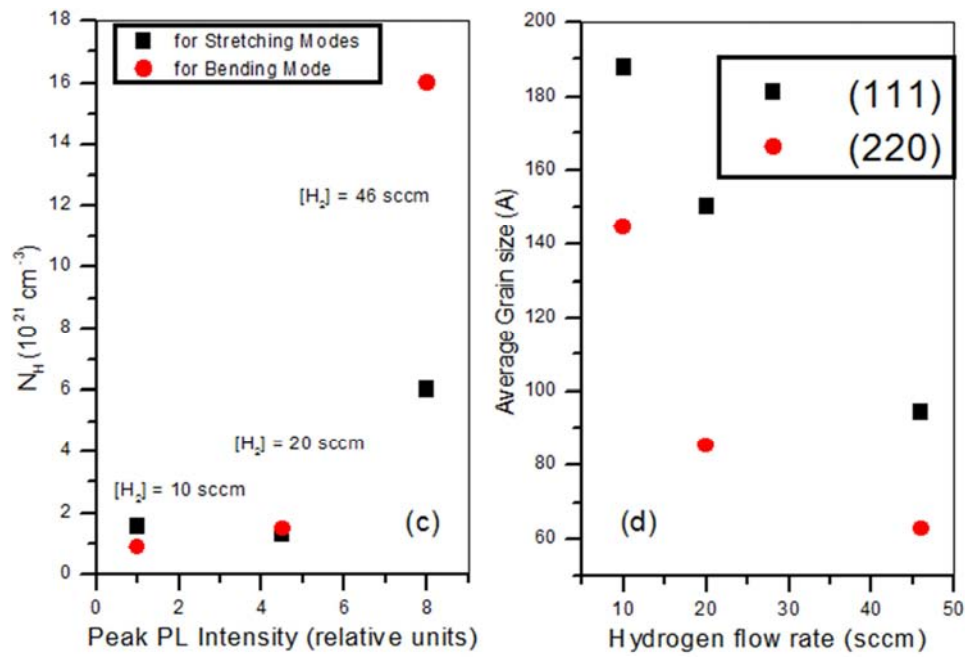 18
16
14
12
10
8
6
4
2
0
N_H (10^21 cm^-3)
for Stretching Modes
for Bending Mode
[H_2] = 46 sccm
[H_2] = 20 sccm
[H_2] = 10 sccm
(c)
0 2 4 6 8
Peak PL Intensity (relative units)
200
180
160
140
120
100
80
60
Average Grain size (A)
(111)
(220)
(d)
10 20 30 40 50
Hydrogen flow rate (sccm)